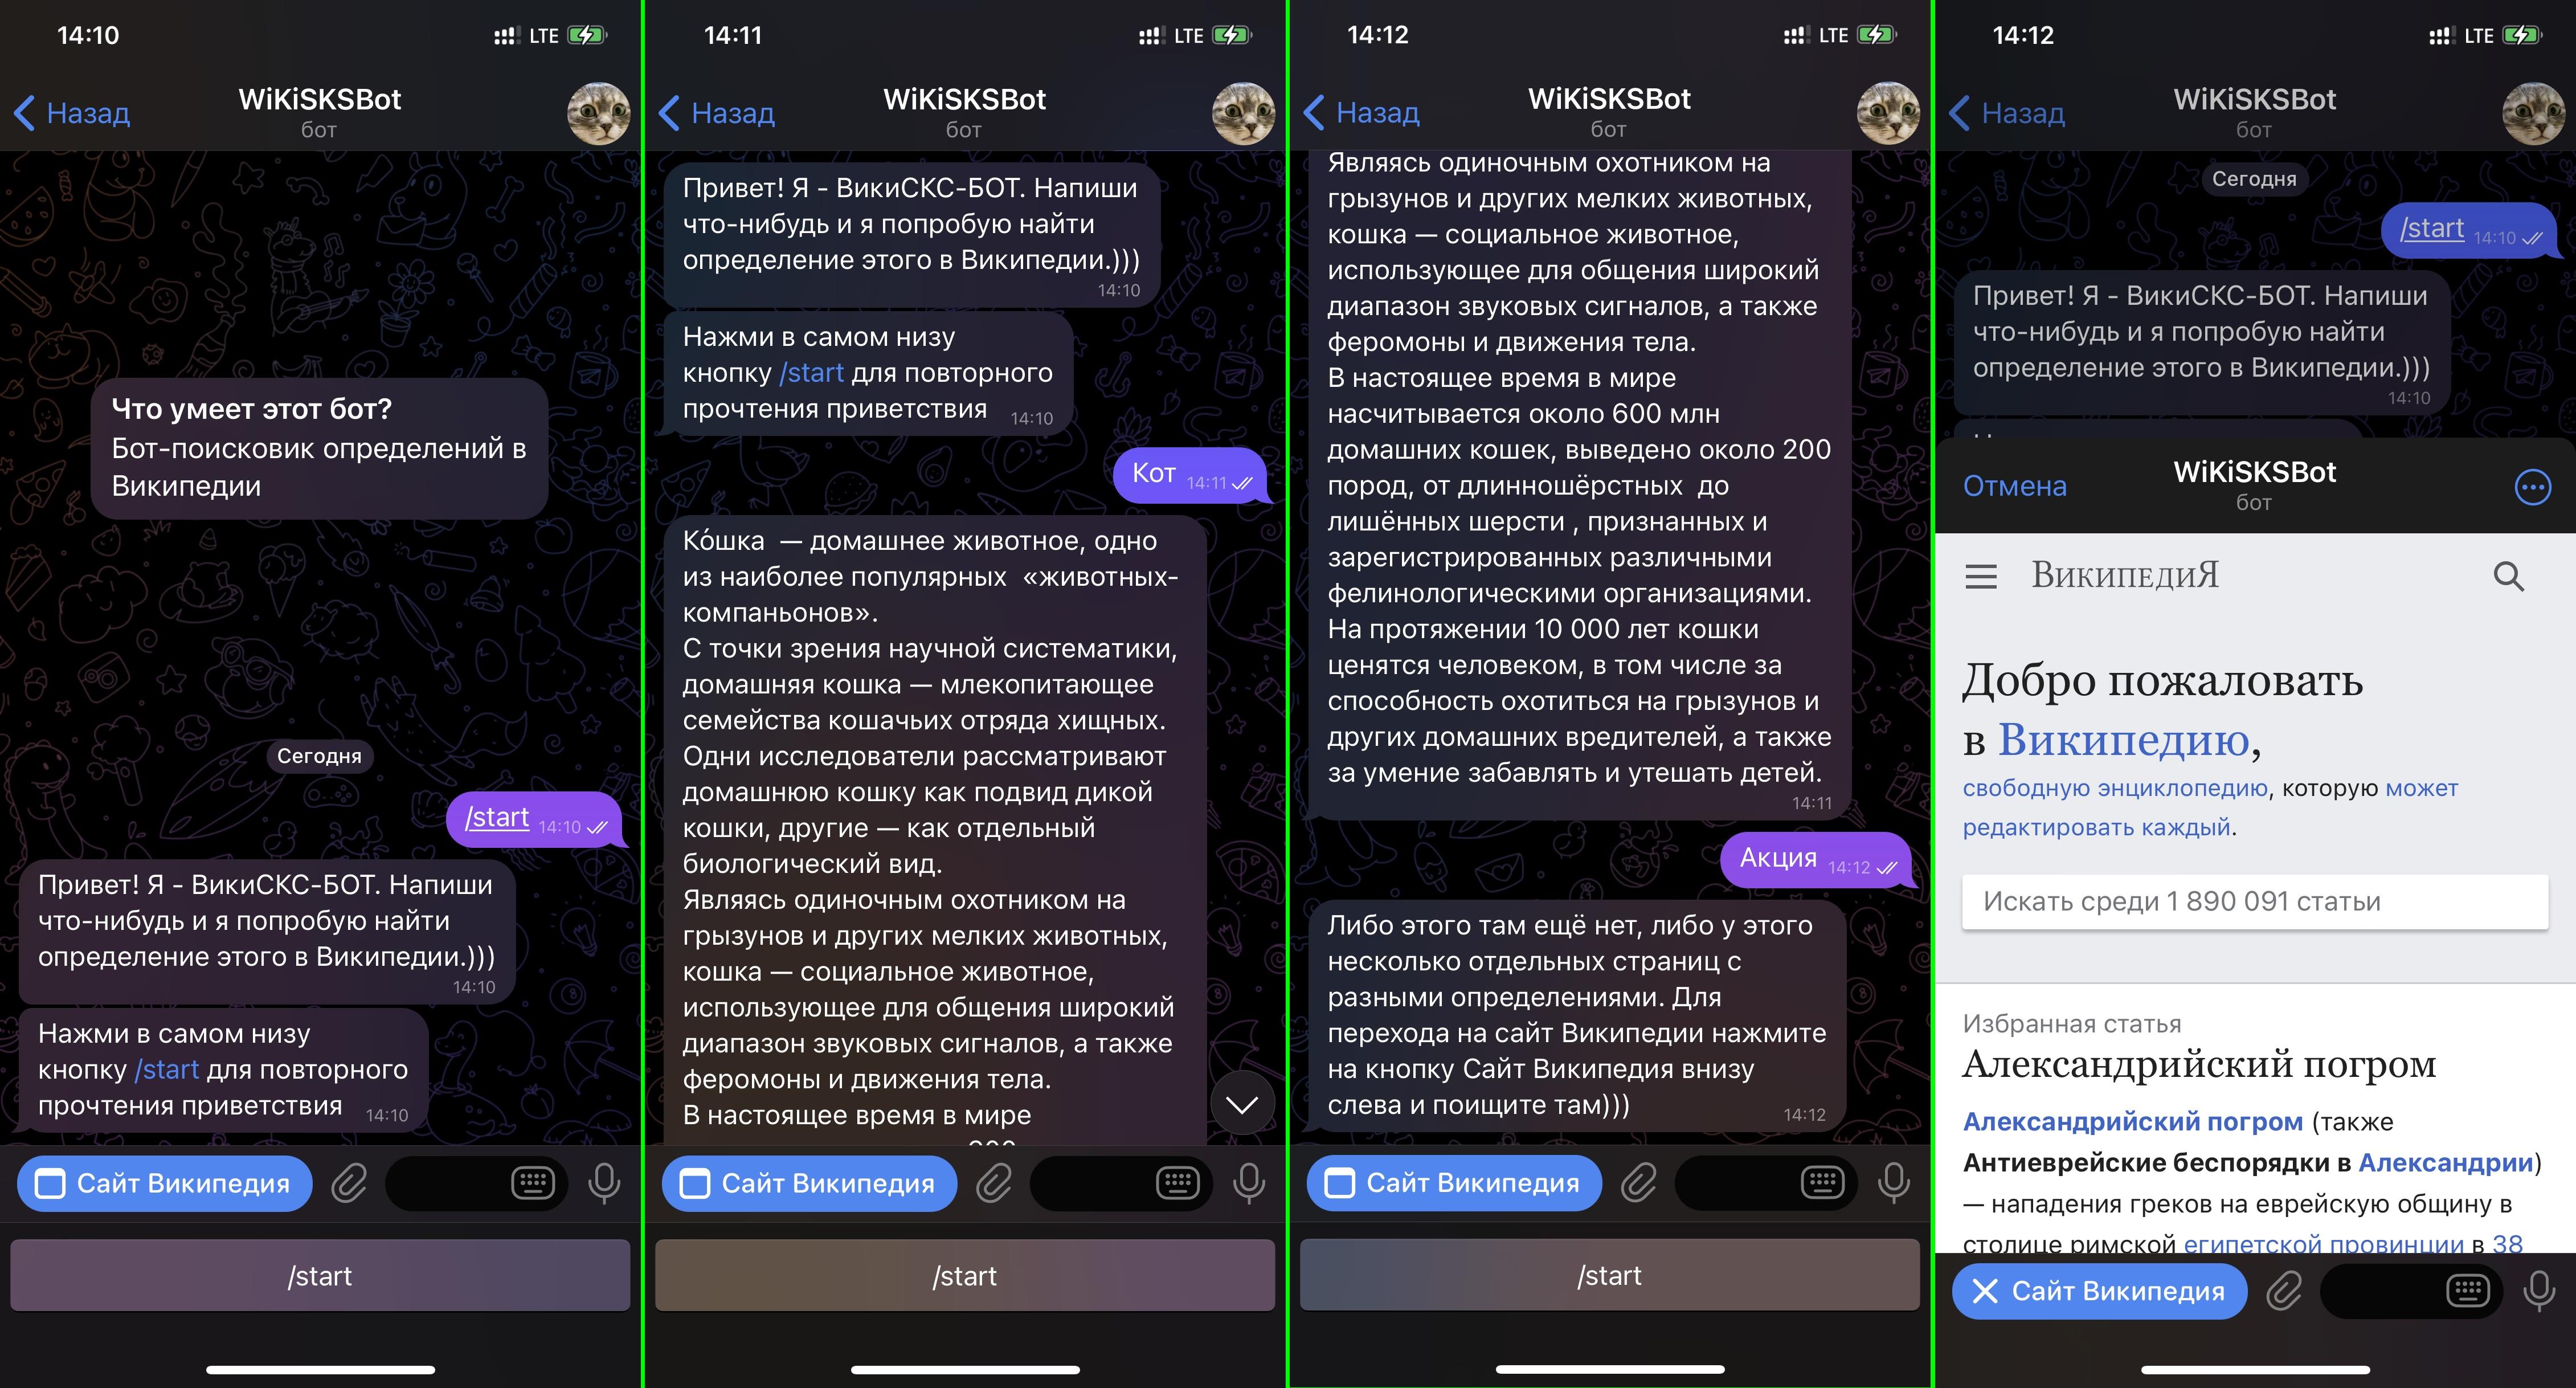 14:10
LTE
Назад
WiKiSKSBot
бот
Что умеет этот бот?
Бот-поисковик определений в
Википедии
Сегодня
/start 14:10
Привет! Я - ВикиСКС-БОТ. Напиши
что-нибудь и я попробую найти
определение этого в Википедии.)))
14:10
Нажми в самом низу
кнопку /start для повторного
прочтения приветствия 14:10
Сайт Википедия
/start
14:11
LTE
Назад
WiKiSKSBot
бот
Привет! Я - ВикиСКС-БОТ. Напиши
что-нибудь и я попробую найти
определение этого в Википедии.)))
14:10
Нажми в самом низу
кнопку /start для повторного
прочтения приветствия 14:10
Кот 14:11
Ко́шка  — домашнее животное, одно
из наиболее популярных  «животных-
компаньонов».
С точки зрения научной систематики,
домашняя кошка — млекопитающее
семейства кошачьих отряда хищных.
Одни исследователи рассматривают
домашнюю кошку как подвид дикой
кошки, другие — как отдельный
биологический вид.
Являясь одиночным охотником на
грызунов и других мелких животных,
кошка — социальное животное,
использующее для общения широкий
диапазон звуковых сигналов, а также
феромоны и движения тела.
В настоящее время в мире
Сайт Википедия
/start
14:12
LTE
Назад
WiKiSKSBot
бот
Являясь одиночным охотником на
грызунов и других мелких животных,
кошка — социальное животное,
использующее для общения широкий
диапазон звуковых сигналов, а также
феромоны и движения тела.
В настоящее время в мире
насчитывается около 600 млн
домашних кошек, выведено около 200
пород, от длинношёрстных  до
лишённых шерсти , признанных и
зарегистрированных различными
фелинологическими организациями.
На протяжении 10 000 лет кошки
ценятся человеком, в том числе за
способность охотиться на грызунов и
других домашних вредителей, а также
за умение забавлять и утешать детей.
14:11
Акция 14:12
Либо этого там ещё нет, либо у этого
несколько отдельных страниц с
разными определениями. Для
перехода на сайт Википедии нажмите
на кнопку Сайт Википедия внизу
слева и поищите там)))
14:12
Сайт Википедия
/start
14:12
LTE
Назад
WiKiSKSBot
бот
Сегодня
/start 14:10
Привет! Я - ВикиСКС-БОТ. Напиши
что-нибудь и я попробую найти
определение этого в Википедии.)))
14:10
Отмена
WiKiSKSBot
бот
ВикипедиЯ
Добро пожаловать
в Википедию,
свободную энциклопедию, которую может
редактировать каждый.
Искать среди 1 890 091 статьи
Избранная статья
Александрийский погром
Александрийский погром (также
Антиеврейские беспорядки в Александрии)
— нападения греков на еврейскую общину в
столице римской египетской провинции в 38
Сайт Википедия